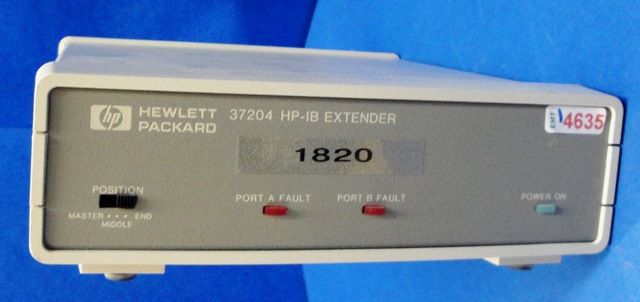 hp HEWLETT PACKARD 37204 HP-IB EXTENDER
EMT 4635
1820
POSITION
MASTER • • • END
MIDDLE
PORT A FAULT
PORT B FAULT
POWER ON